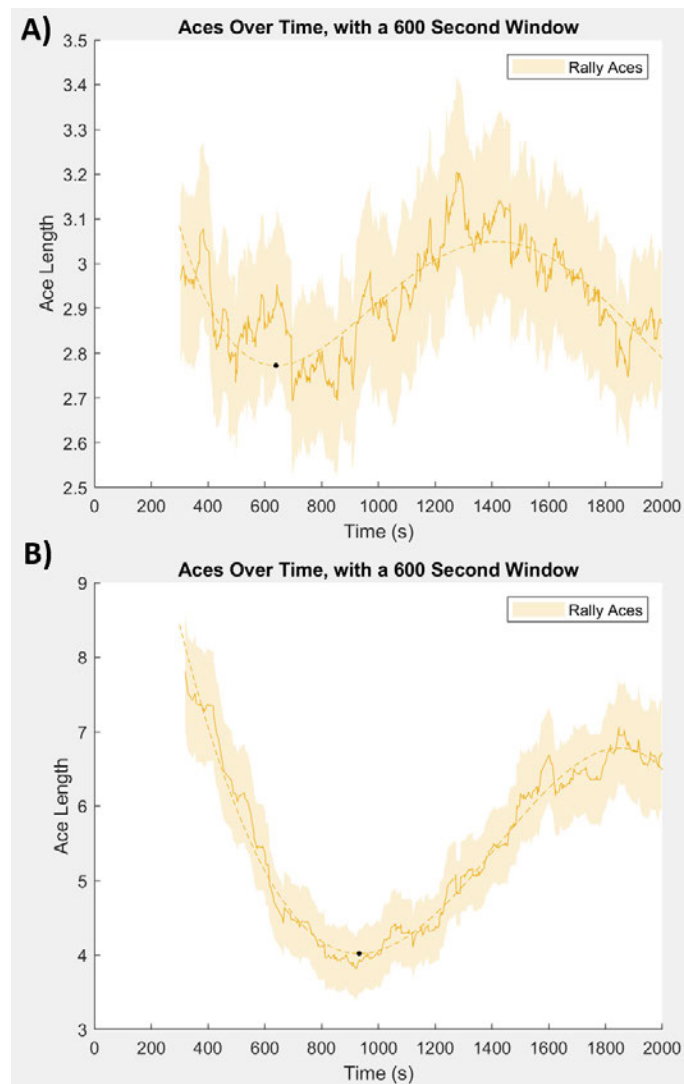 A)
Aces Over Time, with a 600 Second Window
3.5
3.4
3.3
3.2
3.1
3
2.9
2.8
2.7
2.6
2.5
Ace Length
Rally Aces
0 200 400 600 800 1000 1200 1400 1600 1800 2000
Time (s)
B)
Aces Over Time, with a 600 Second Window
9
8
7
6
5
4
3
Ace Length
Rally Aces
0 200 400 600 800 1000 1200 1400 1600 1800 2000
Time (s)